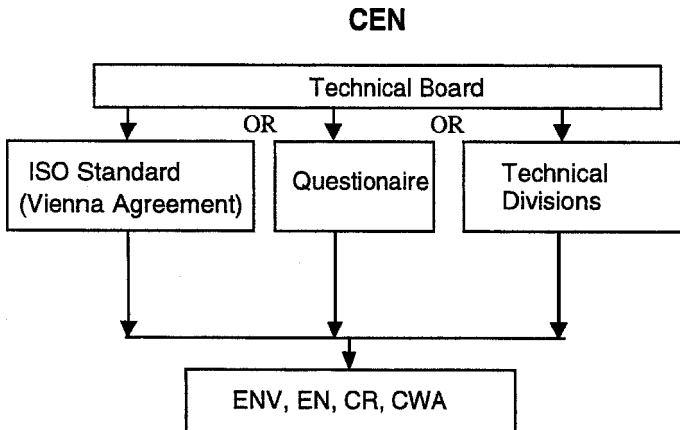 CEN
Technical Board
OR
OR
ISO Standard
(Vienna Agreement)
Questionaire
Technical
Divisions
ENV, EN, CR, CWA